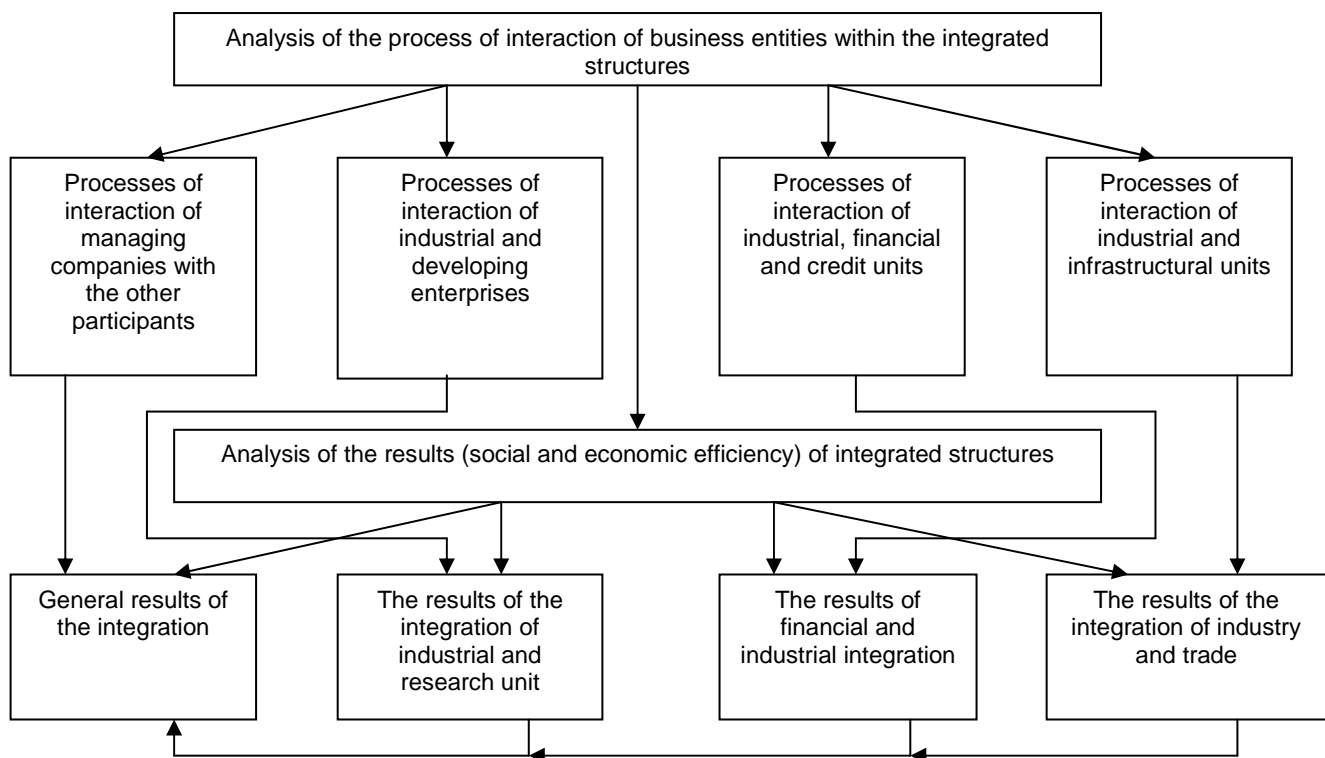 Analysis of the process of interaction of business entities within the integrated
structures
Processes of
interaction of
managing
companies with
the other
participants
Processes of
interaction of
industrial and
developing
enterprises
Processes of
interaction of
industrial, financial
and credit units
Processes of
interaction of
industrial and
infrastructural units
Analysis of the results (social and economic efficiency) of integrated structures
General results of
the integration
The results of the
integration of
industrial and
research unit
The results of
financial and
industrial integration
The results of the
integration of industry
and trade